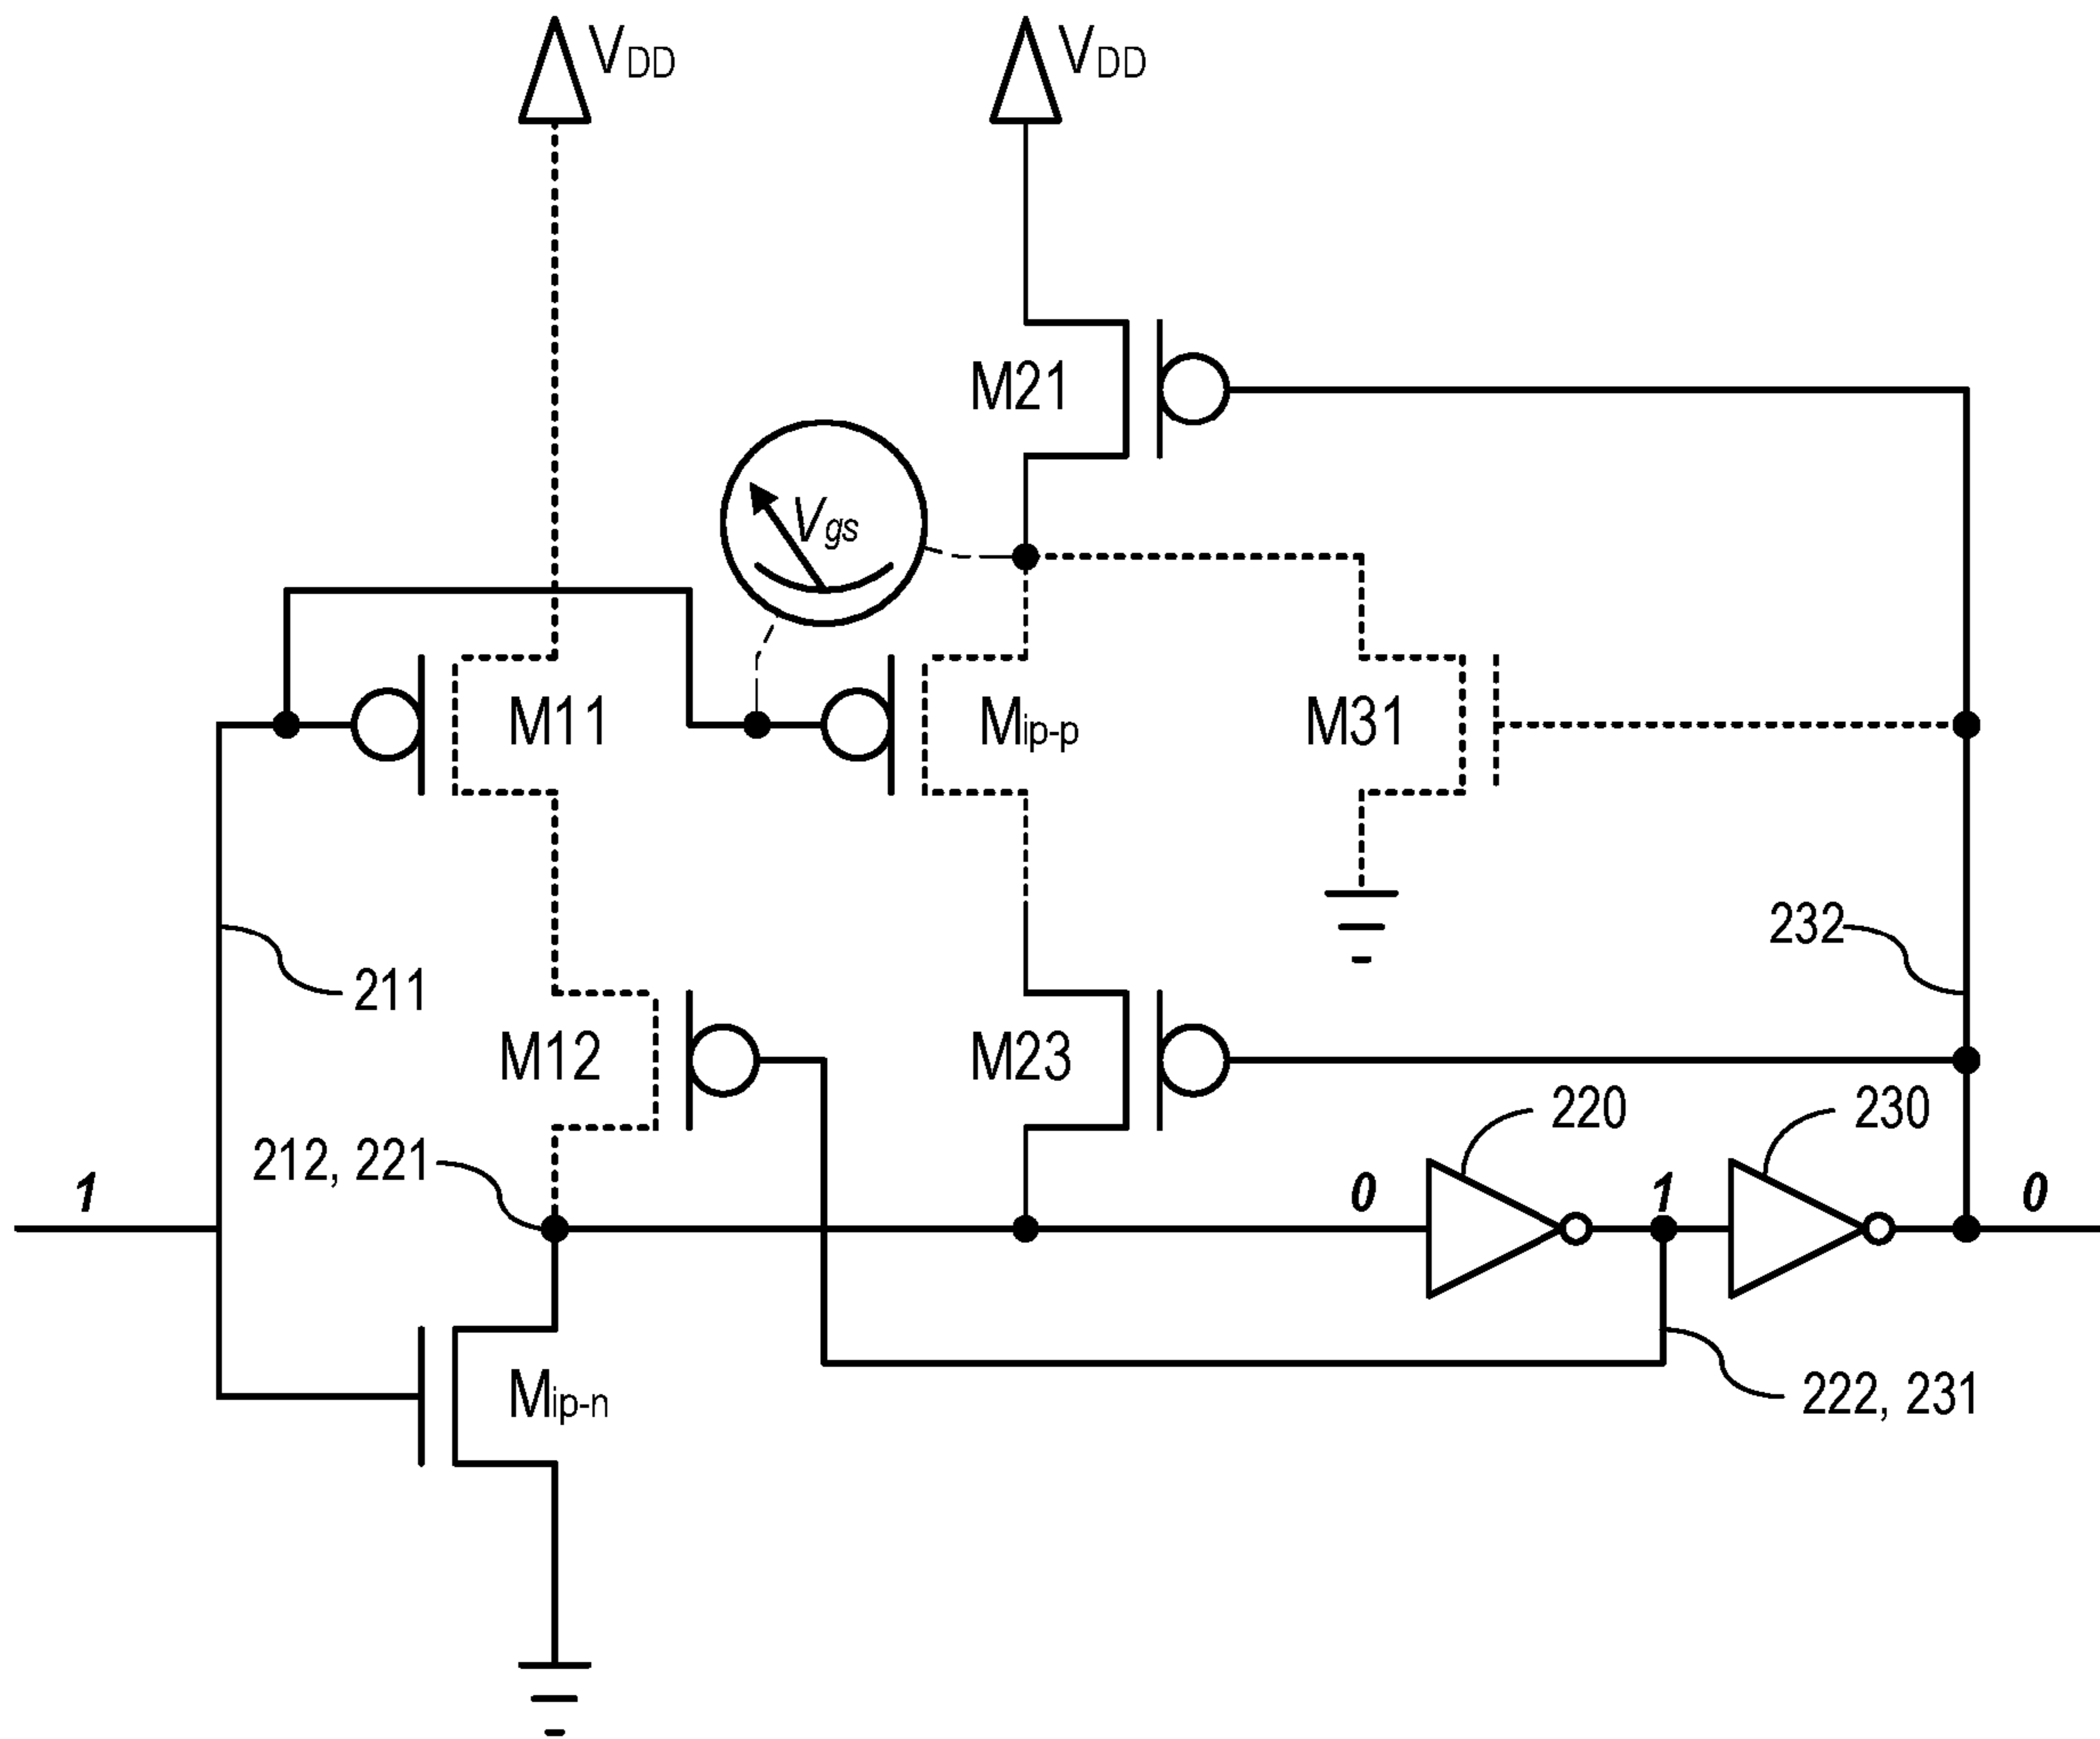 VDD
VDD
M21
Vgs
M11
Mip-p
M31
232
211
M12
M23
220
230
212, 221
1
0
1
0
Mip-n
222, 231